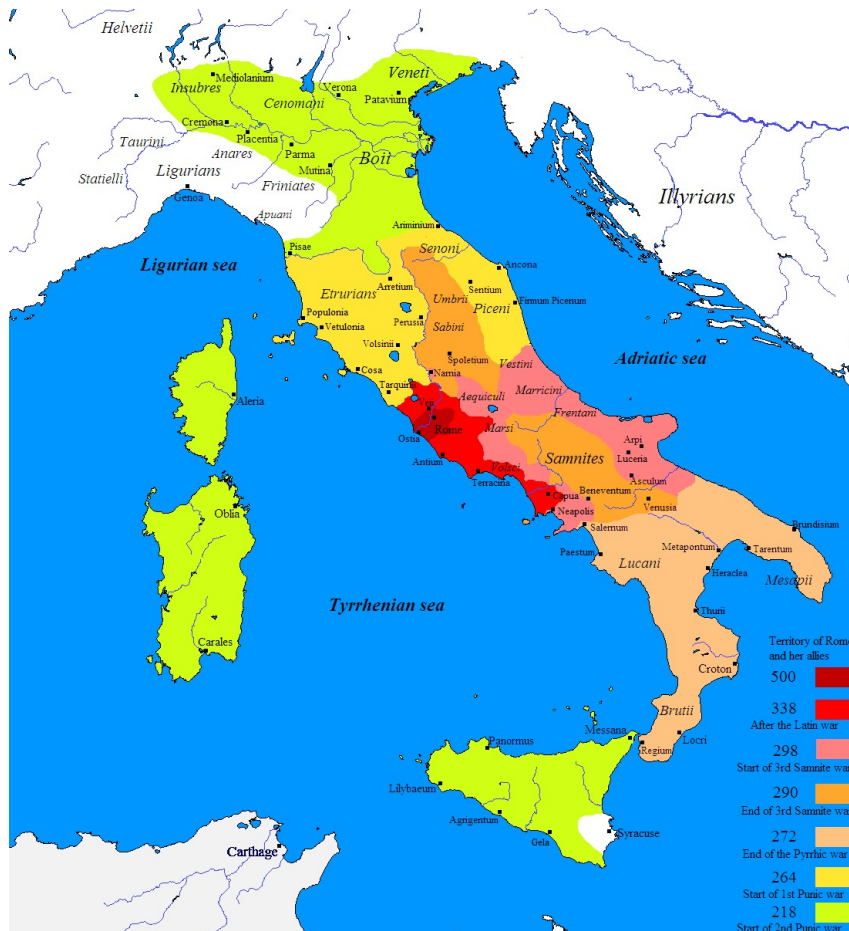 Helvetii
Insubres
Mediolanium
Veneti
Verona
Patavium
Cenomani
Cremona
Placentia
Taurini
Anares
Parma
Boii
Mutina
Statielli
Ligurians
Friniates
Genoa
Apuani
Illyrians
Ariminium
Senoni
Pisae
Ligurian sea
Ancona
Arretium
Sentium
Etrurians
Umbrii
Piceni
Firmum Picenum
Populonia
Perusia
Vetulonia
Sabini
Volsinii
Spoletium
Adriatic sea
Vestini
Cosa
Narnia
Tarquinii
Aequiculi
Marricini
Aleria
Veii
Frentani
Rome
Marsi
Ostia
Arpi
Luceria
Antium
Samnites
Volsci
Terracina
Asculum
Capua
Beneventum
Venusia
Oblia
Neapolis
Salernum
Brundisium
Paestum
Lucani
Metapontum
Tarentum
Heraclea
Mesapii
Tyrrhenian sea
Thurii
Carales
Croton
Territory of Rome
and her allies
500
338
After the Latin war
298
Start of 3rd Samnite war
290
End of 3rd Samnite war
272
End of the Pyrrhic war
264
Start of 1st Punic war
218
Start of 2nd Punic war
Brutii
Messana
Locri
Regium
Panormus
Lilybaeum
Agrigentum
Gela
Syracuse
Carthage